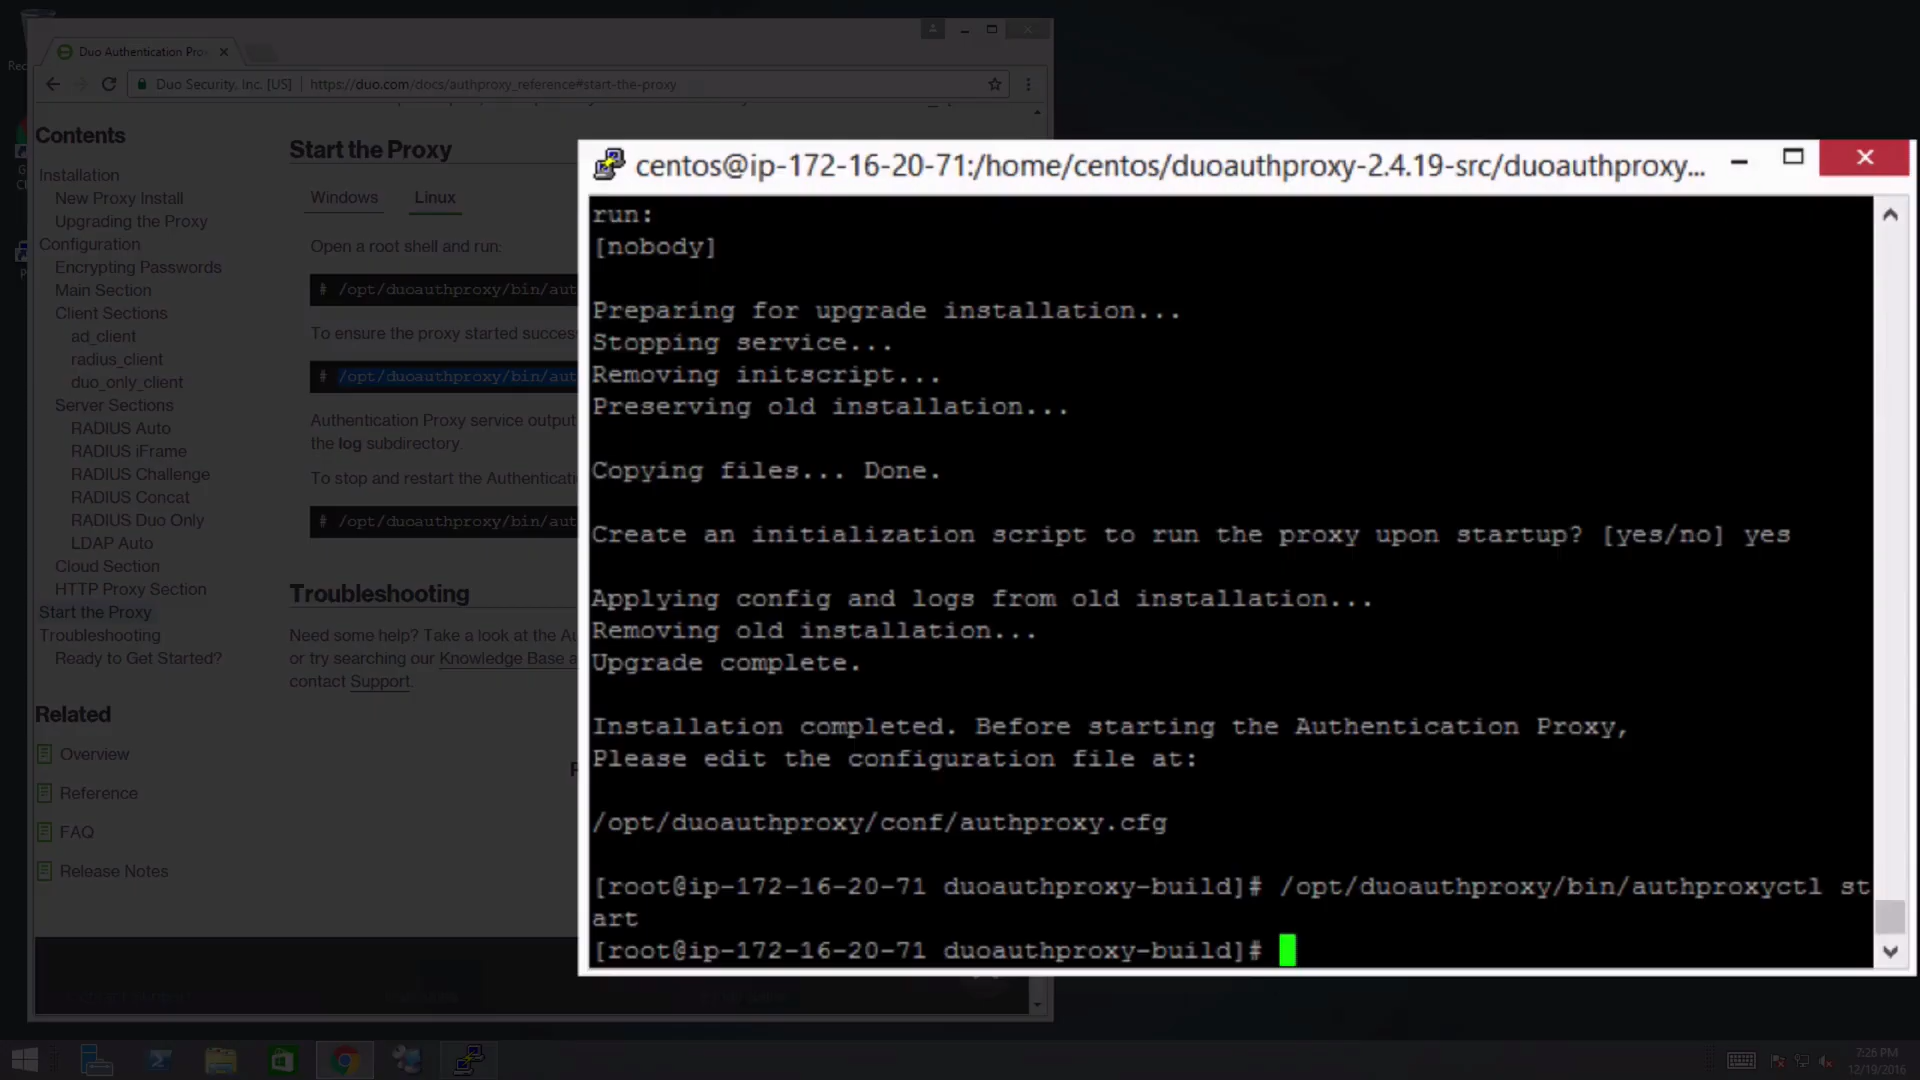 Duo Authentication Pro
Duo Security, Inc. [US]
https://duo.com/docs/authproxy_reference#start-the-proxy
Contents
Installation
New Proxy Install
Upgrading the Proxy
Configuration
Encrypting Passwords
Main Section
Client Sections
ad_client
radius_client
duo_only_client
Server Sections
RADIUS Auto
RADIUS iFrame
RADIUS Challenge
RADIUS Concat
RADIUS Duo Only
LDAP Auto
Cloud Section
HTTP Proxy Section
Start the Proxy
Troubleshooting
Ready to Get Started?
Related
Overview
Reference
FAQ
Release Notes
Start the Proxy
Windows Linux
Open a root shell and run:
# /opt/duoauthproxy/bin/aut
To ensure the proxy started success
# /opt/duoauthproxy/bin/aut
Authentication Proxy service output
the log subdirectory.
To stop and restart the Authenticati
# /opt/duoauthproxy/bin/aut
Troubleshooting
Need some help? Take a look at the Au
or try searching our Knowledge Base a
contact Support.
centos@ip-172-16-20-71:/home/centos/duoauthproxy-2.4.19-src/duoauthproxy...
run:
[nobody]
Preparing for upgrade installation...
Stopping service...
Removing initscript...
Preserving old installation...
Copying files... Done.
Create an initialization script to run the proxy upon startup? [yes/no] yes
Applying config and logs from old installation...
Removing old installation...
Upgrade complete.
Installation completed. Before starting the Authentication Proxy,
Please edit the configuration file at:
/opt/duoauthproxy/conf/authproxy.cfg
[root@ip-172-16-20-71 duoauthproxy-build]# /opt/duoauthproxy/bin/authproxyctl st
art
[root@ip-172-16-20-71 duoauthproxy-build]#
7:26 PM
12/19/2016